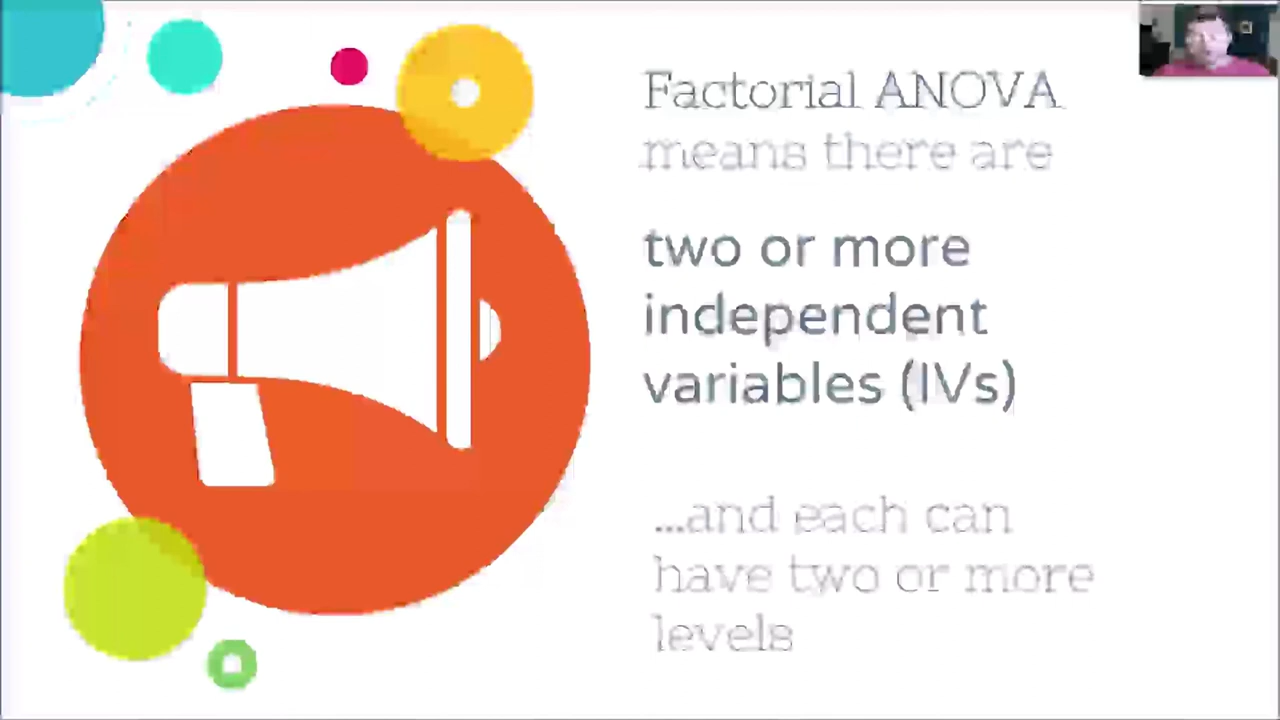 Factorial ANOVA
means there are
two or more
independent
variables (IVs)
...and each can
have two or more
levels